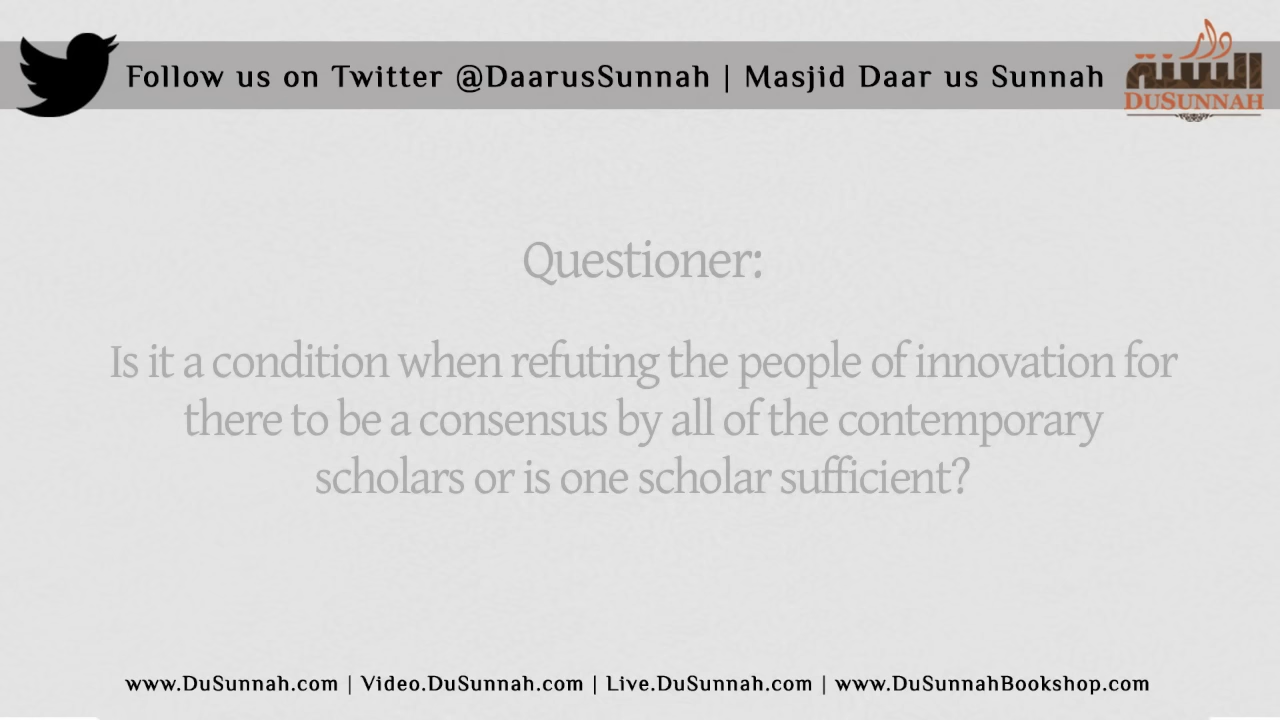 Follow us on Twitter @DaarusSunnah | Masjid Daar us Sunnah
دار
السنة
DUSUNNAH
Questioner:
Is it a condition when refuting the people of innovation for
there to be a consensus by all of the contemporary
scholars or is one scholar sufficient?
www.DuSunnah.com | Video.DuSunnah.com | Live.DuSunnah.com | www.DuSunnahBookshop.com